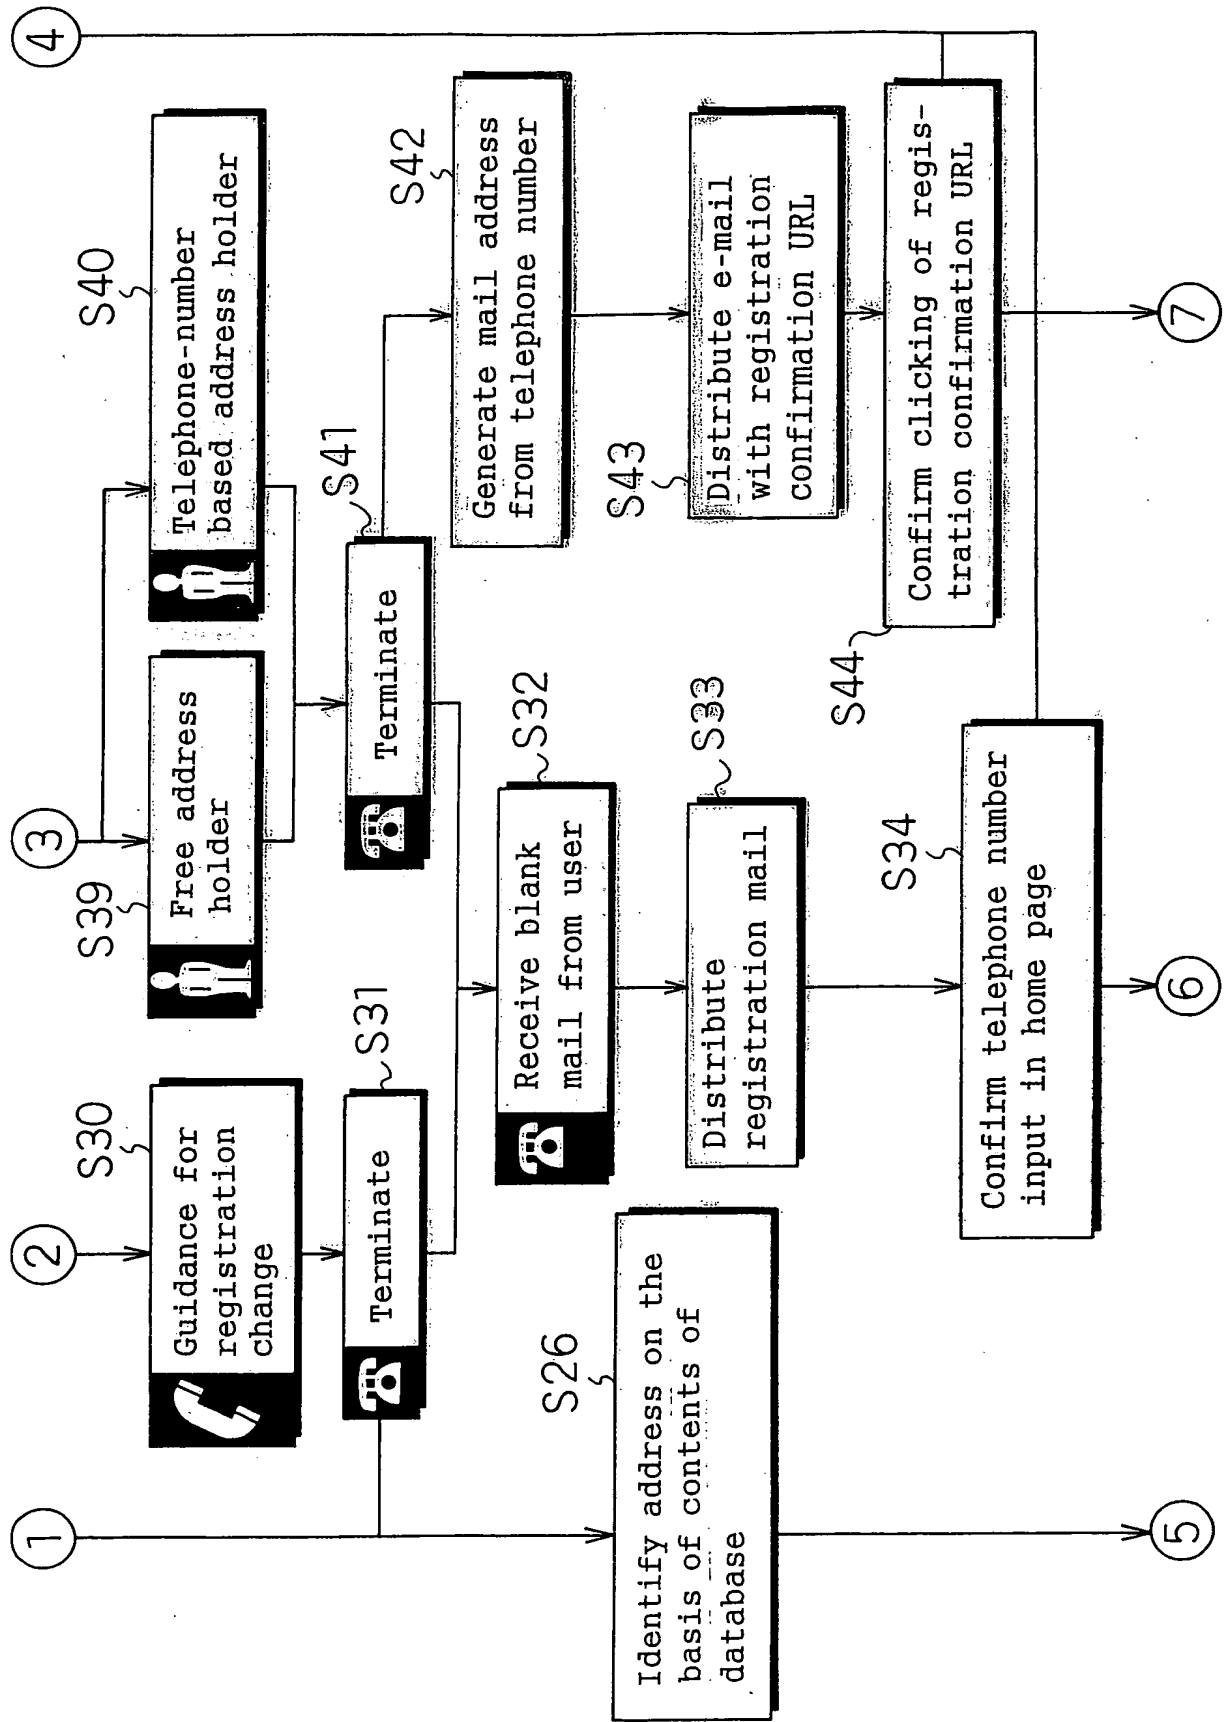 1
2
3
4
S30
Guidance for
registration
change
S39
Free address
holder
S40
Telephone-number
based address holder
S31
Terminate
S41
Terminate
S42
Generate mail address
from telephone number
S26
Identify address on the
basis of contents of
database
S32
Receive blank
mail from user
S33
Distribute
registration mail
S43
Distribute e-mail
with registration
confirmation URL
S34
Confirm telephone number
input in home page
S44
Confirm clicking of regis-
tration confirmation URL
5
6
7